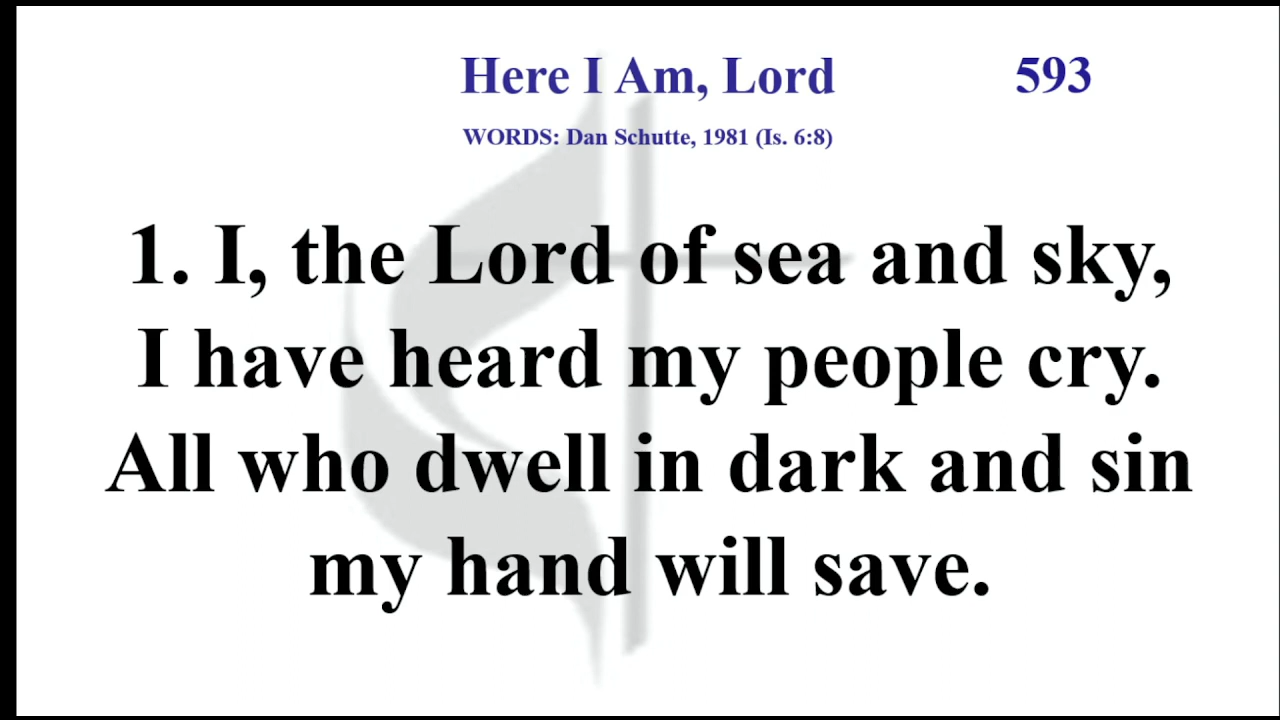 Here I Am, Lord 593
WORDS: Dan Schutte, 1981 (Is. 6:8)
1. I, the Lord of sea and sky,
I have heard my people cry.
All who dwell in dark and sin
my hand will save.